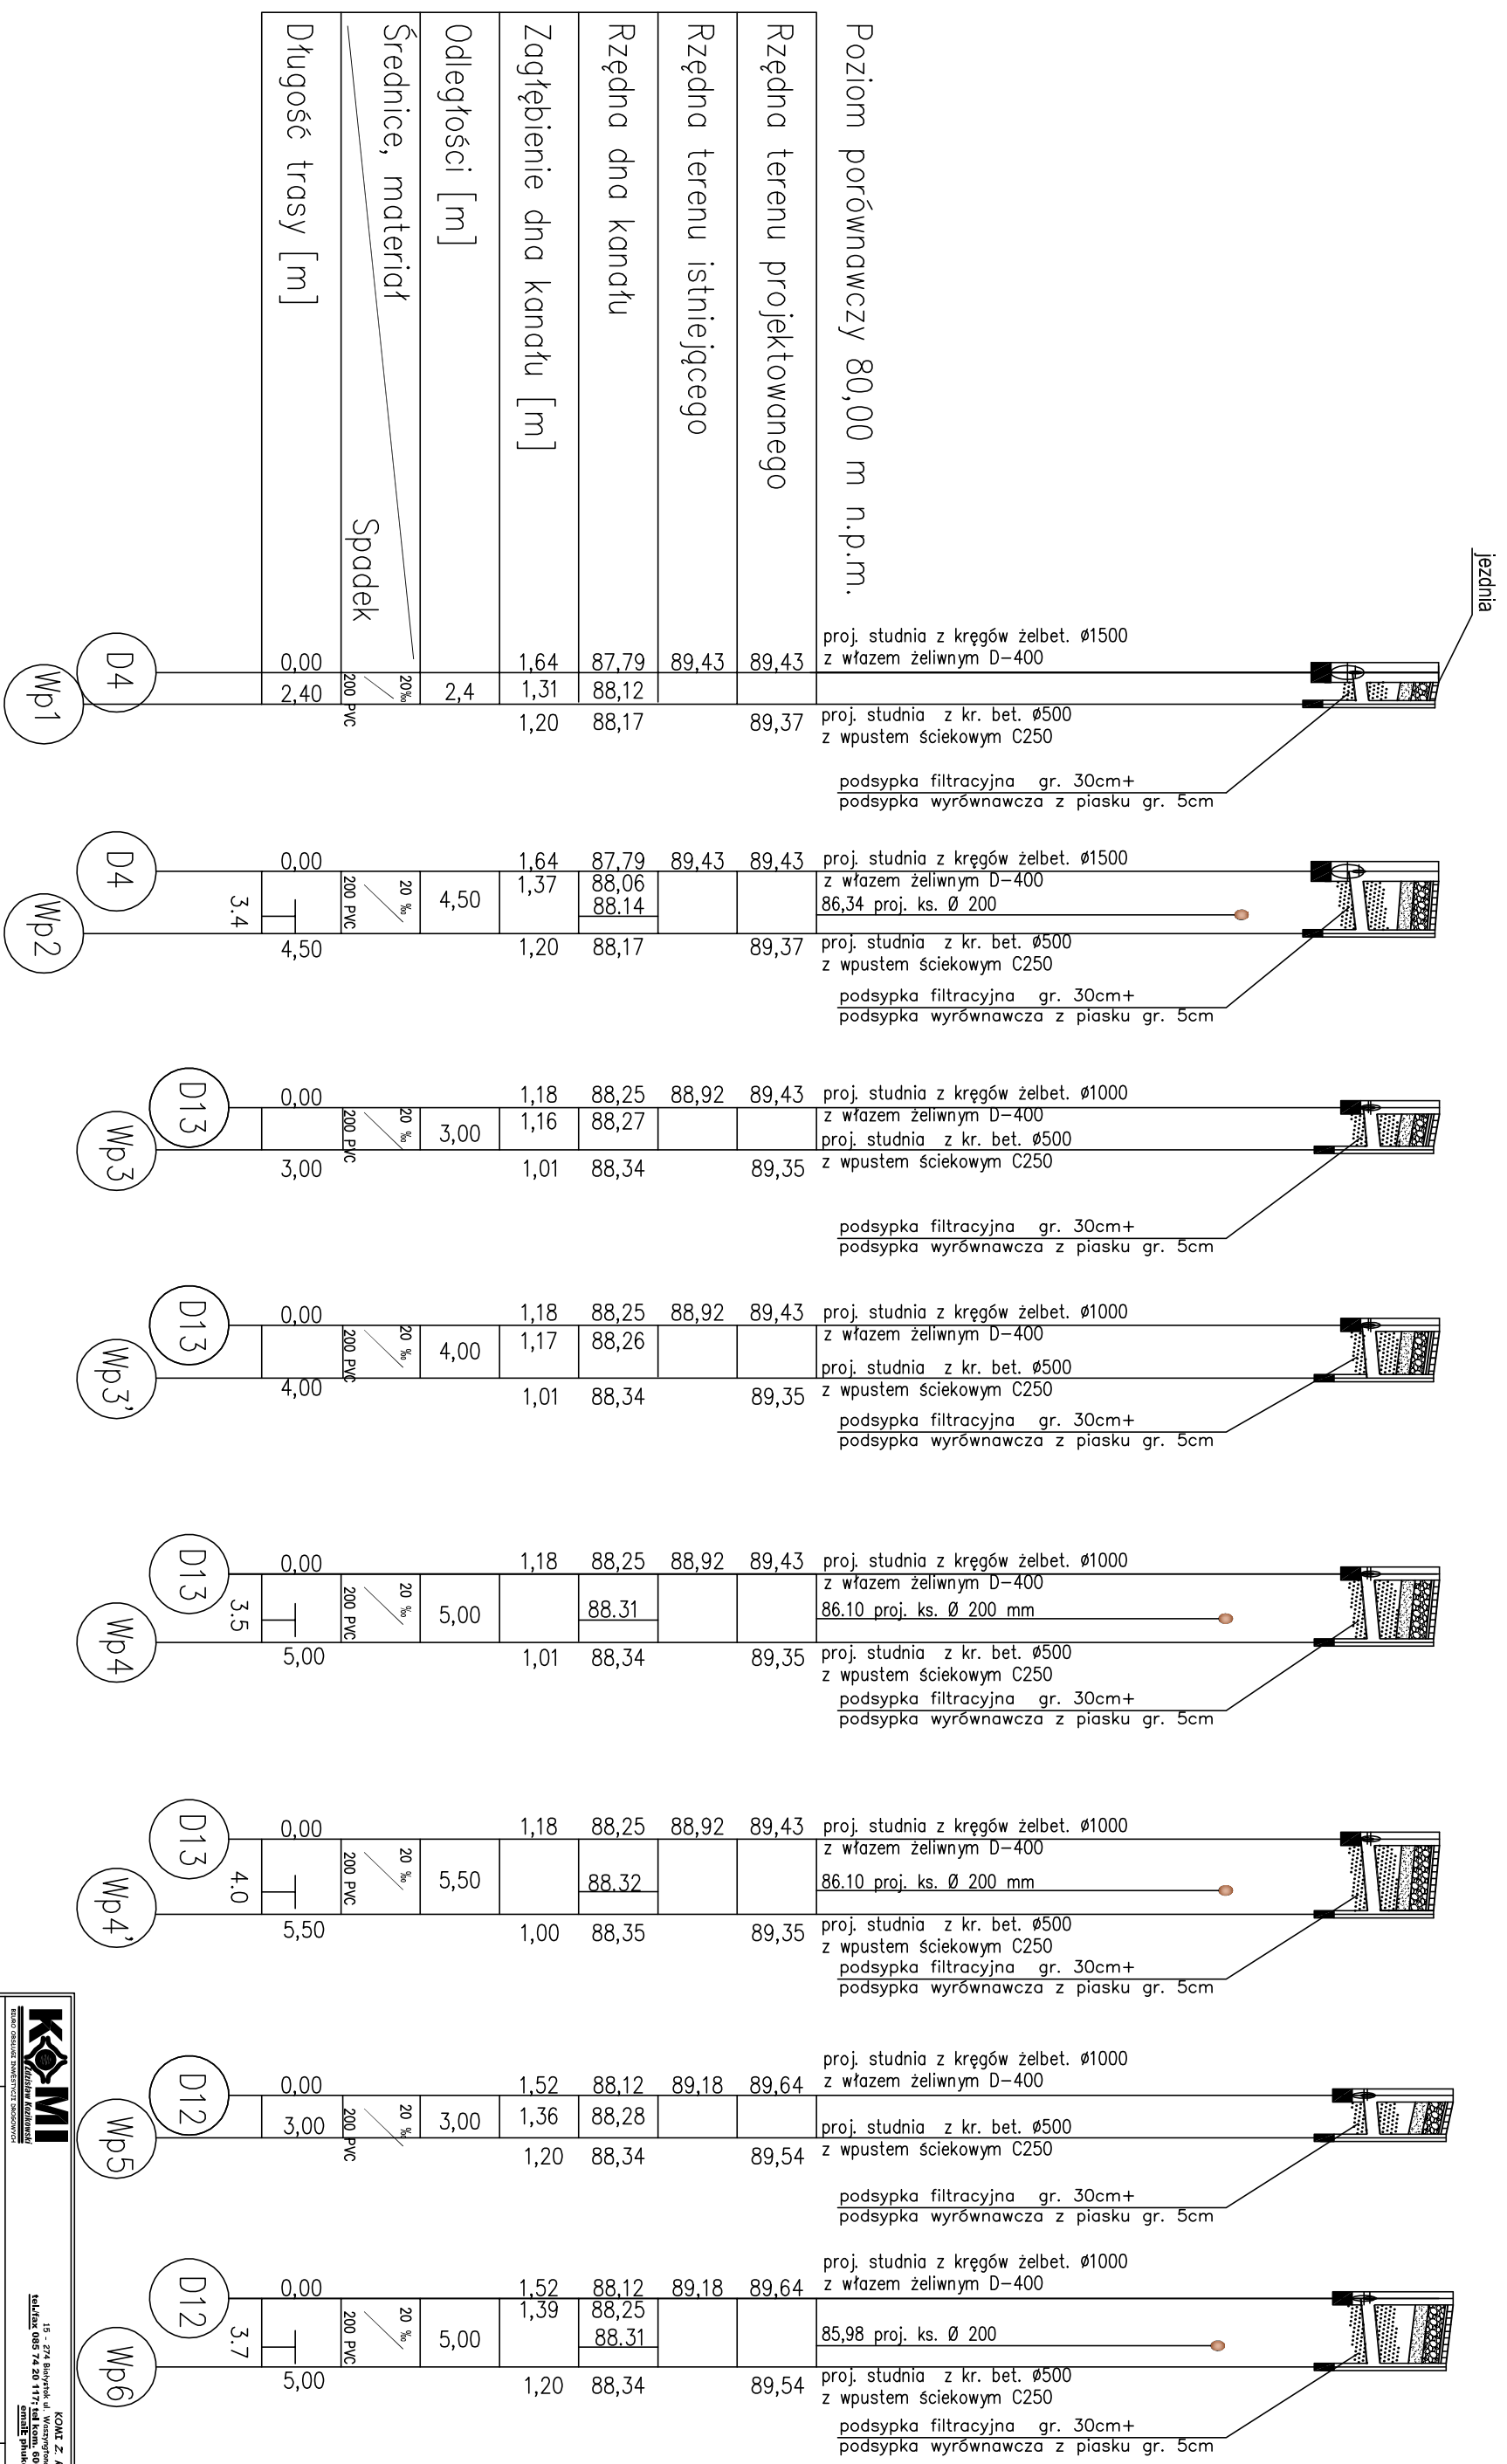 jezdnia
Poziom porównawczy 80,00 m n.p.m.
Rzędna terenu projektowanego
Rzędna terenu istniejącego
Rzędna dna kanału
Zagłębienie dna kanału [m]
Odległości [m]
Średnice, materiał
Spadek
Długość trasy [m]
proj. studnia z kręgów żelbet. ø1500
z włazem żeliwnym D-400
0,00 1,64 87,79 89,43 89,43
2,40 200 PVC 20‰ 2,4 1,31 88,12
1,20 88,17 89,37
proj. studnia z kr. bet. ø500
z wpustem ściekowym C250
podsypka filtracyjna gr. 30cm+
podsypka wyrównawcza z piasku gr. 5cm
D4
Wp1
0,00 1,64 87,79 89,43 89,43
proj. studnia z kręgów żelbet. ø1500
z włazem żeliwnym D-400
200 PVC 20 ‰ 4,50 1,37 88,06
88.14
86,34 proj. ks. Ø 200
3.4
4,50 1,20 88,17 89,37
proj. studnia z kr. bet. ø500
z wpustem ściekowym C250
podsypka filtracyjna gr. 30cm+
podsypka wyrównawcza z piasku gr. 5cm
D4
Wp2
0,00 1,18 88,25 88,92 89,43
proj. studnia z kręgów żelbet. ø1000
z włazem żeliwnym D-400
200 PVC 20 ‰ 3,00 1,16 88,27
proj. studnia z kr. bet. ø500
z wpustem ściekowym C250
3,00 1,01 88,34 89,35
podsypka filtracyjna gr. 30cm+
podsypka wyrównawcza z piasku gr. 5cm
D13
Wp3
0,00 1,18 88,25 88,92 89,43
proj. studnia z kręgów żelbet. ø1000
z włazem żeliwnym D-400
200 PVC 20 ‰ 4,00 1,17 88,26
proj. studnia z kr. bet. ø500
z wpustem ściekowym C250
4,00 1,01 88,34 89,35
podsypka filtracyjna gr. 30cm+
podsypka wyrównawcza z piasku gr. 5cm
D13
Wp3'
0,00 1,18 88,25 88,92 89,43
proj. studnia z kręgów żelbet. ø1000
z włazem żeliwnym D-400
200 PVC 20 ‰ 5,00 88.31
86.10 proj. ks. Ø 200 mm
3.5
5,00 1,01 88,34 89,35
proj. studnia z kr. bet. ø500
z wpustem ściekowym C250
podsypka filtracyjna gr. 30cm+
podsypka wyrównawcza z piasku gr. 5cm
D13
Wp4
0,00 1,18 88,25 88,92 89,43
proj. studnia z kręgów żelbet. ø1000
z włazem żeliwnym D-400
200 PVC 20 ‰ 5,50 88.32
86.10 proj. ks. Ø 200 mm
4.0
5,50 1,00 88,35 89,35
proj. studnia z kr. bet. ø500
z wpustem ściekowym C250
podsypka filtracyjna gr. 30cm+
podsypka wyrównawcza z piasku gr. 5cm
D13
Wp4'
proj. studnia z kręgów żelbet. ø1000
z włazem żeliwnym D-400
0,00 1,52 88,12 89,18 89,64
3,00 200 PVC 20 ‰ 3,00 1,36 88,28
proj. studnia z kr. bet. ø500
z wpustem ściekowym C250
1,20 88,34 89,54
podsypka filtracyjna gr. 30cm+
podsypka wyrównawcza z piasku gr. 5cm
D12
Wp5
proj. studnia z kręgów żelbet. ø1000
z włazem żeliwnym D-400
0,00 1,52 88,12 89,18 89,64
200 PVC 20 ‰ 5,00 1,39 88,25
88.31
85,98 proj. ks. Ø 200
3.7
5,00 1,20 88,34 89,54
proj. studnia z kr. bet. ø500
z wpustem ściekowym C250
podsypka filtracyjna gr. 30cm+
podsypka wyrównawcza z piasku gr. 5cm
D12
Wp6
KOMI
Zdzisław Kozikowski
BIURO OBSŁUGI INWESTYCJI DROGOWYCH
KOMI Z.
15 - 274 Białystok ul. Waszyngtona
tel./fax 085 74 20 117; tel kom. 60
email: